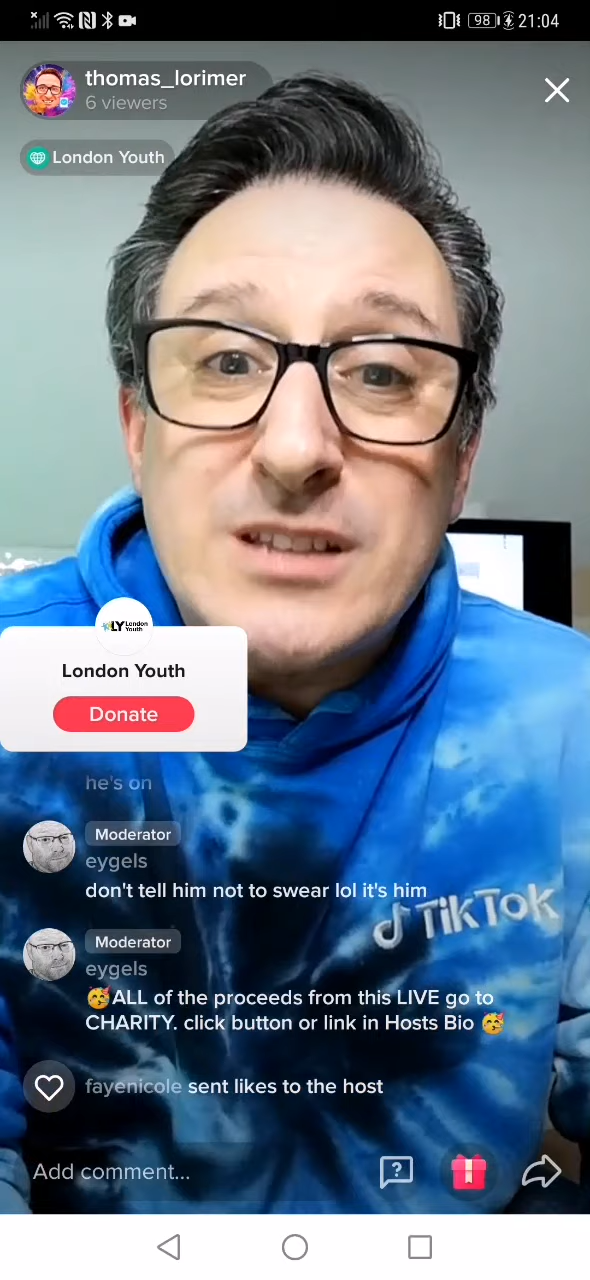 98 21:04
thomas_lorimer
6 viewers
London Youth
LY London Youth
London Youth
Donate
he's on
Moderator
eygels
don't tell him not to swear lol it's him
TikTok
Moderator
eygels
🥳ALL of the proceeds from this LIVE go to
CHARITY. click button or link in Hosts Bio 🥳
fayenicole sent likes to the host
Add comment...